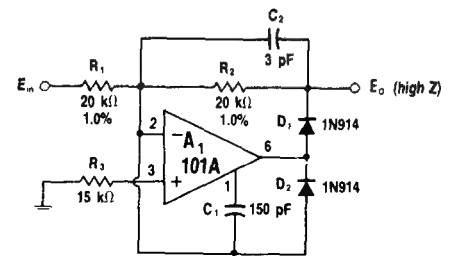 C₂
3 pF
Eᵢₙ
R₁
20 kΩ
1.0%
R₂
20 kΩ
1.0%
Eₒ (high Z)
D₁
1N914
2
−
A₁
101A
6
3
+
R₃
15 kΩ
1
C₁
150 pF
D₂
1N914